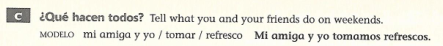 C ¿Qué hacen todos? Tell what you and your friends do on weekends.
MODELO mi amiga y yo / tomar / refresco Mi amiga y yo tomamos refrescos.